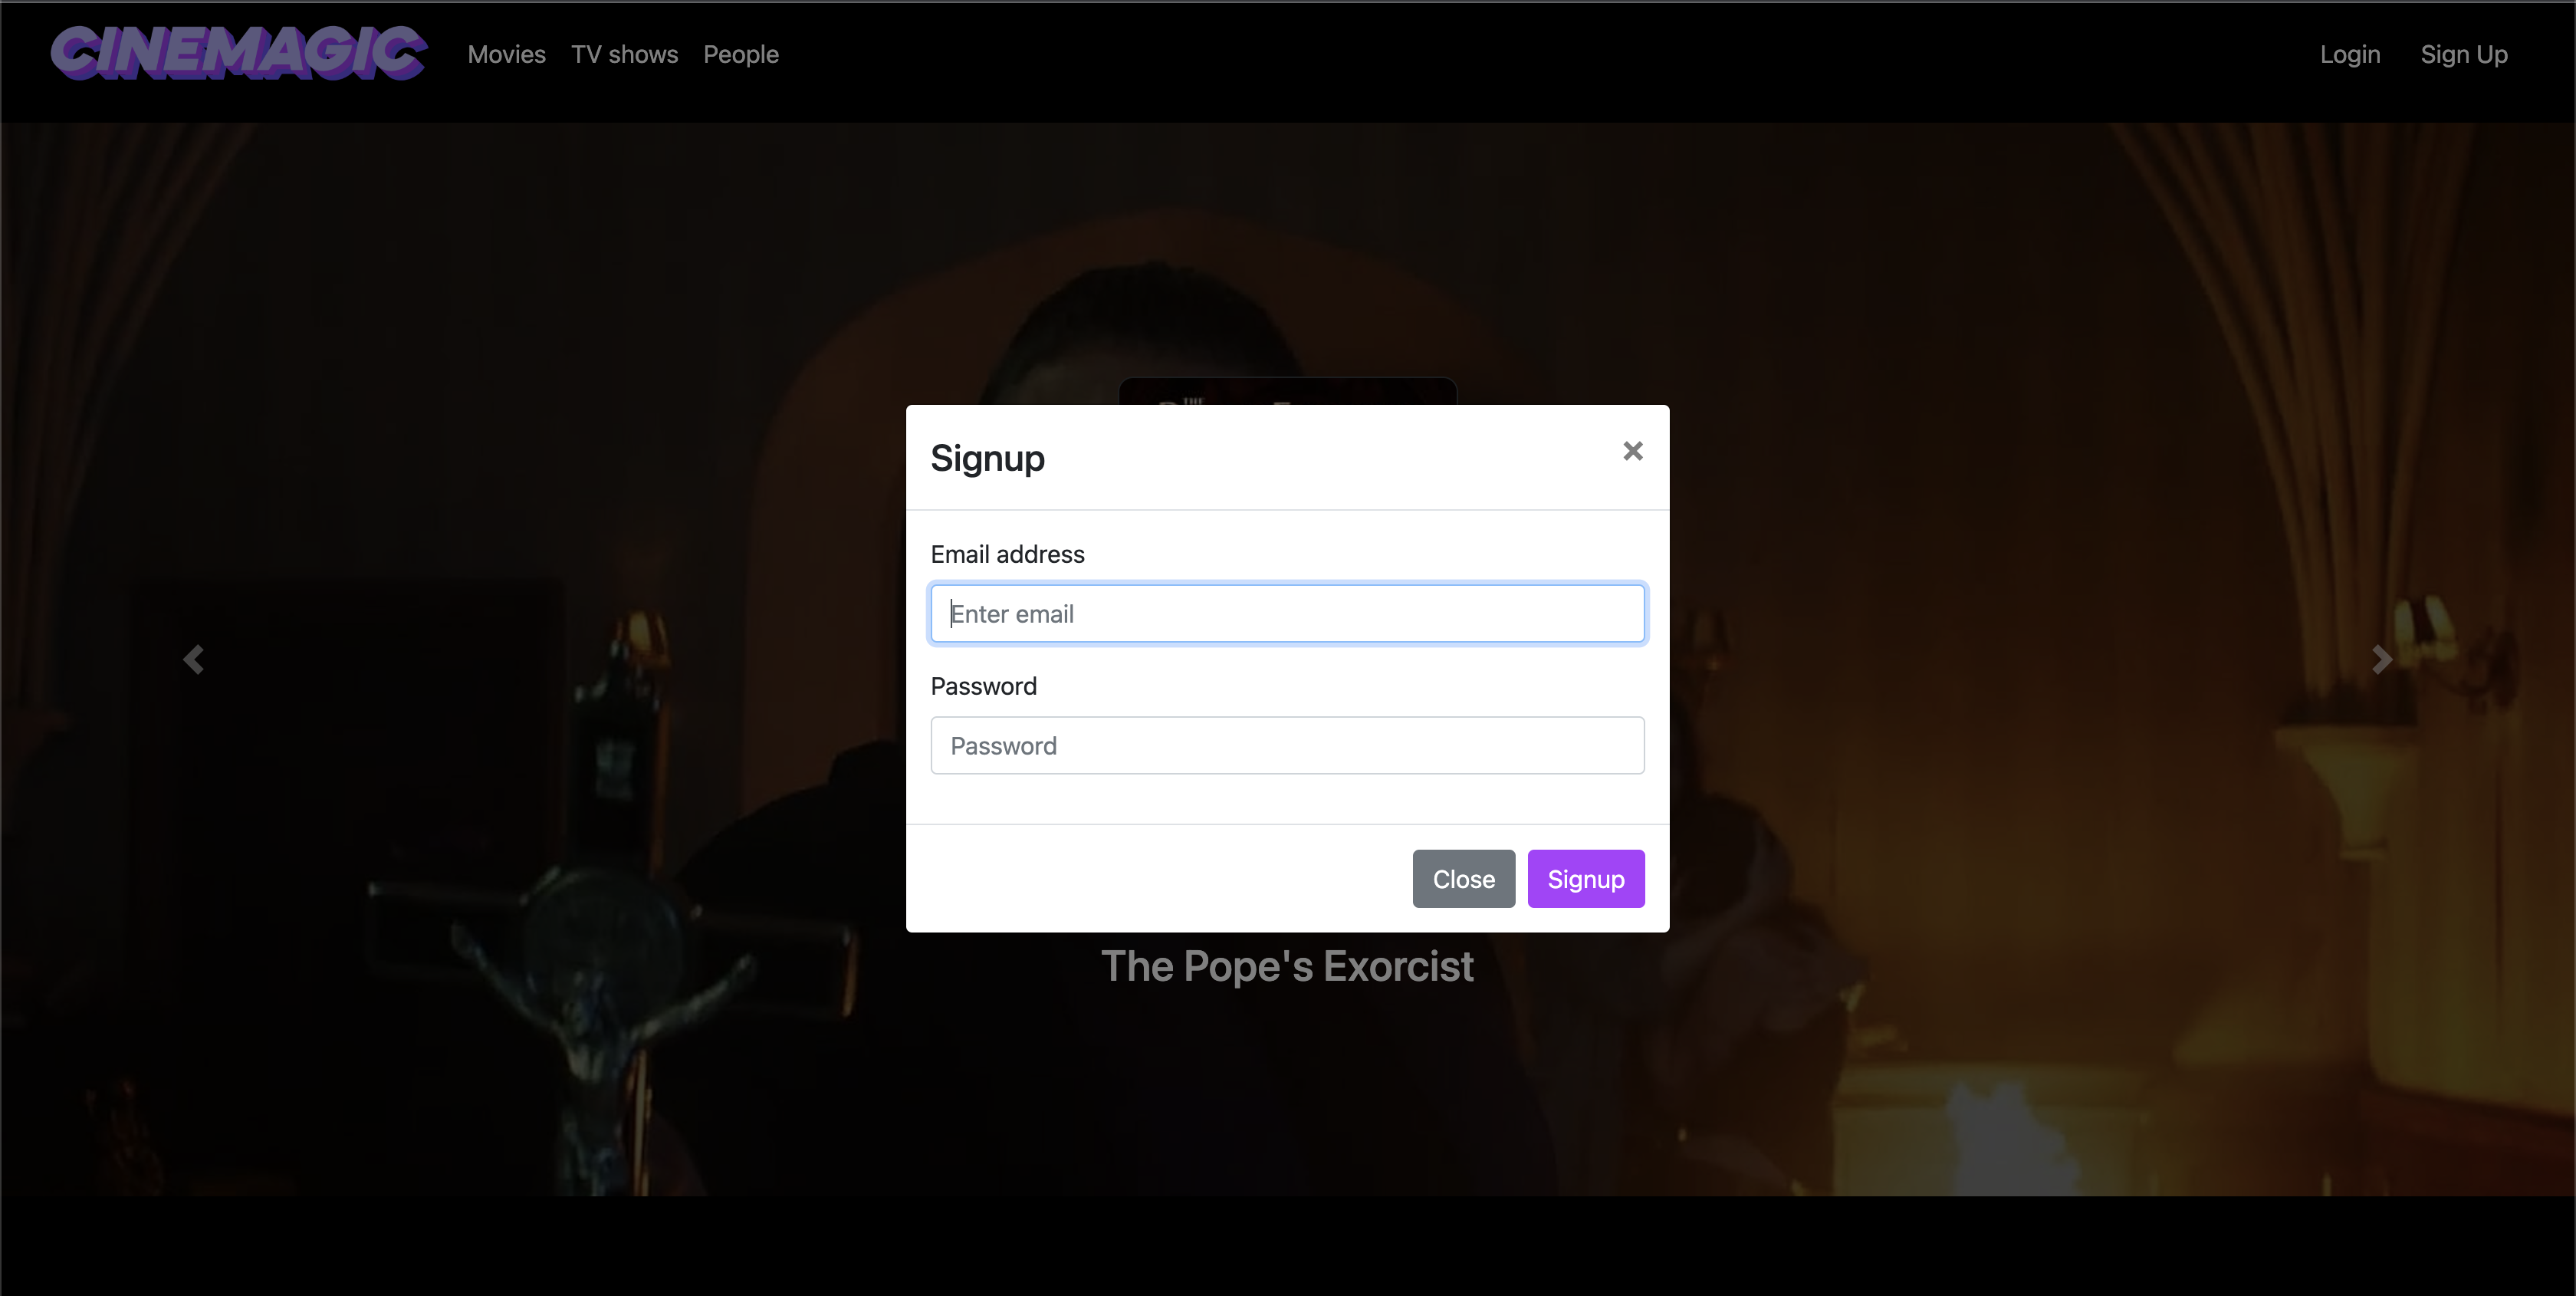 CINEMAGIC Movies TV shows People Login Sign Up
THE
Signup ×
Email address
Enter email
Password
Password
Close Signup
The Pope's Exorcist